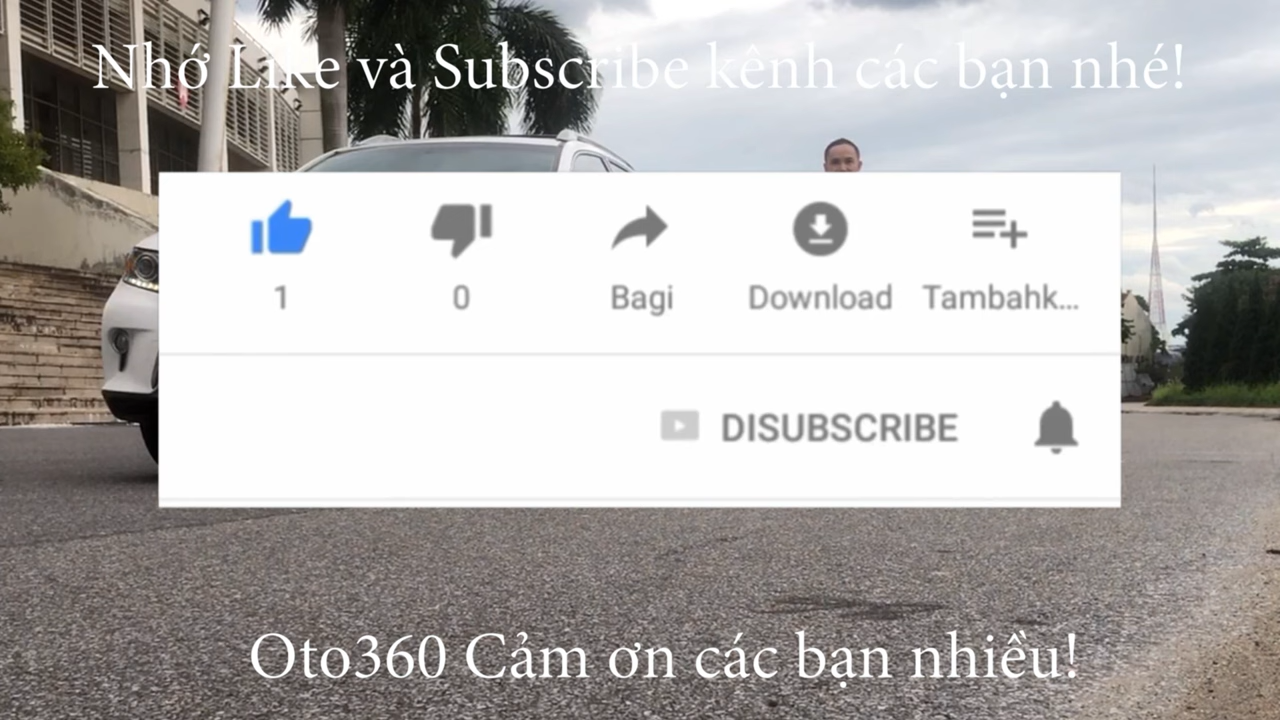 Nhớ Like và Subscribe kênh các bạn nhé!
1 0 Bagi Download Tambahk...
DISUBSCRIBE
Oto360 Cảm ơn các bạn nhiều!